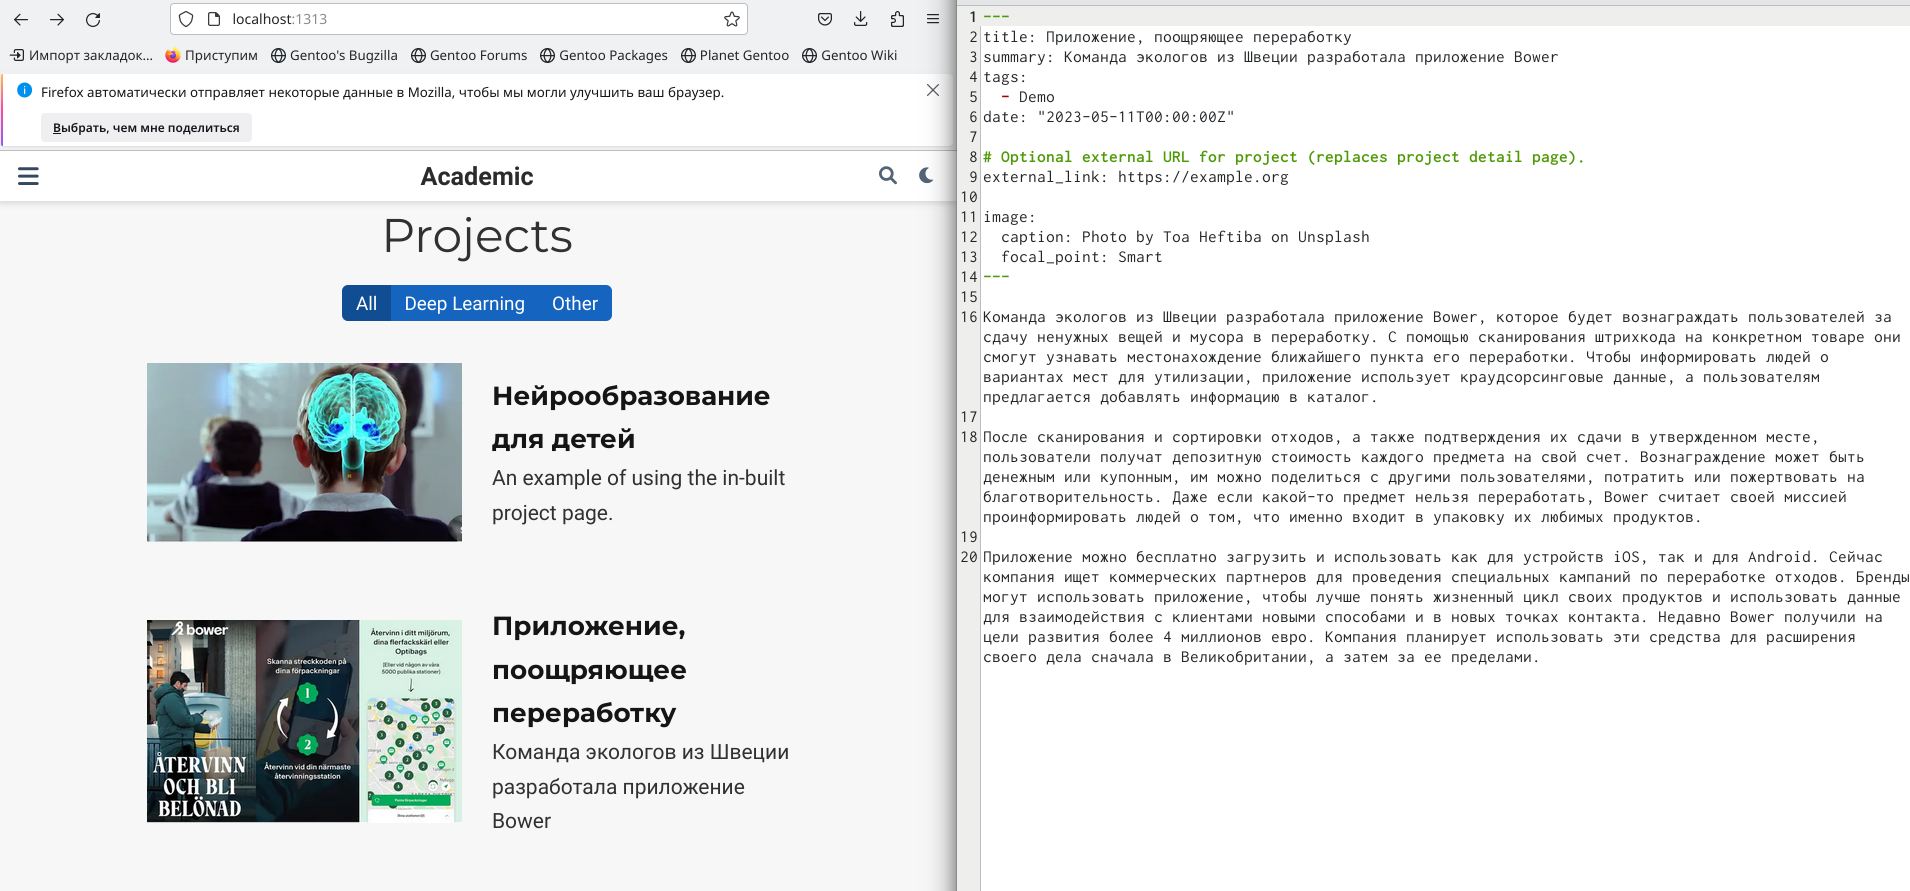 localhost:1313
Импорт закладок...
Приступим
Gentoo's Bugzilla
Gentoo Forums
Gentoo Packages
Planet Gentoo
Gentoo Wiki
Firefox автоматически отправляет некоторые данные в Mozilla, чтобы мы могли улучшить ваш браузер.
Выбрать, чем мне поделиться
Academic
Projects
All
Deep Learning
Other
Нейрообразование
для детей
An example of using the in-built
project page.
bower
Skanna streckkoden på
dina förpackningar
1
2
Återvinn vid din närmaste
återvinningsstation
ÅTERVINN
OCH BLI
BELÖNAD
Återvinn i ditt miljörum,
dina flerfackskärl eller
Optibags
(Eller vid någon av våra
5000 publika stationer)
Приложение,
поощряющее
переработку
Команда экологов из Швеции
разработала приложение
Bower
1 ---
2 title: Приложение, поощряющее переработку
3 summary: Команда экологов из Швеции разработала приложение Bower
4 tags:
5   - Demo
6 date: "2023-05-11T00:00:00Z"
7
8 # Optional external URL for project (replaces project detail page).
9 external_link: https://example.org
10
11 image:
12   caption: Photo by Toa Heftiba on Unsplash
13   focal_point: Smart
14 ---
15
16 Команда экологов из Швеции разработала приложение Bower, которое будет вознаграждать пользователей за
сдачу ненужных вещей и мусора в переработку. С помощью сканирования штрихкода на конкретном товаре они
смогут узнавать местонахождение ближайшего пункта его переработки. Чтобы информировать людей о
вариантах мест для утилизации, приложение использует краудсорсинговые данные, а пользователям
предлагается добавлять информацию в каталог.
17
18 После сканирования и сортировки отходов, а также подтверждения их сдачи в утвержденном месте,
пользователи получат депозитную стоимость каждого предмета на свой счет. Вознаграждение может быть
денежным или купонным, им можно поделиться с другими пользователями, потратить или пожертвовать на
благотворительность. Даже если какой-то предмет нельзя переработать, Bower считает своей миссией
проинформировать людей о том, что именно входит в упаковку их любимых продуктов.
19
20 Приложение можно бесплатно загрузить и использовать как для устройств iOS, так и для Android. Сейчас
компания ищет коммерческих партнеров для проведения специальных кампаний по переработке отходов. Бренды
могут использовать приложение, чтобы лучше понять жизненный цикл своих продуктов и использовать данные
для взаимодействия с клиентами новыми способами и в новых точках контакта. Недавно Bower получили на
цели развития более 4 миллионов евро. Компания планирует использовать эти средства для расширения
своего дела сначала в Великобритании, а затем за ее пределами.